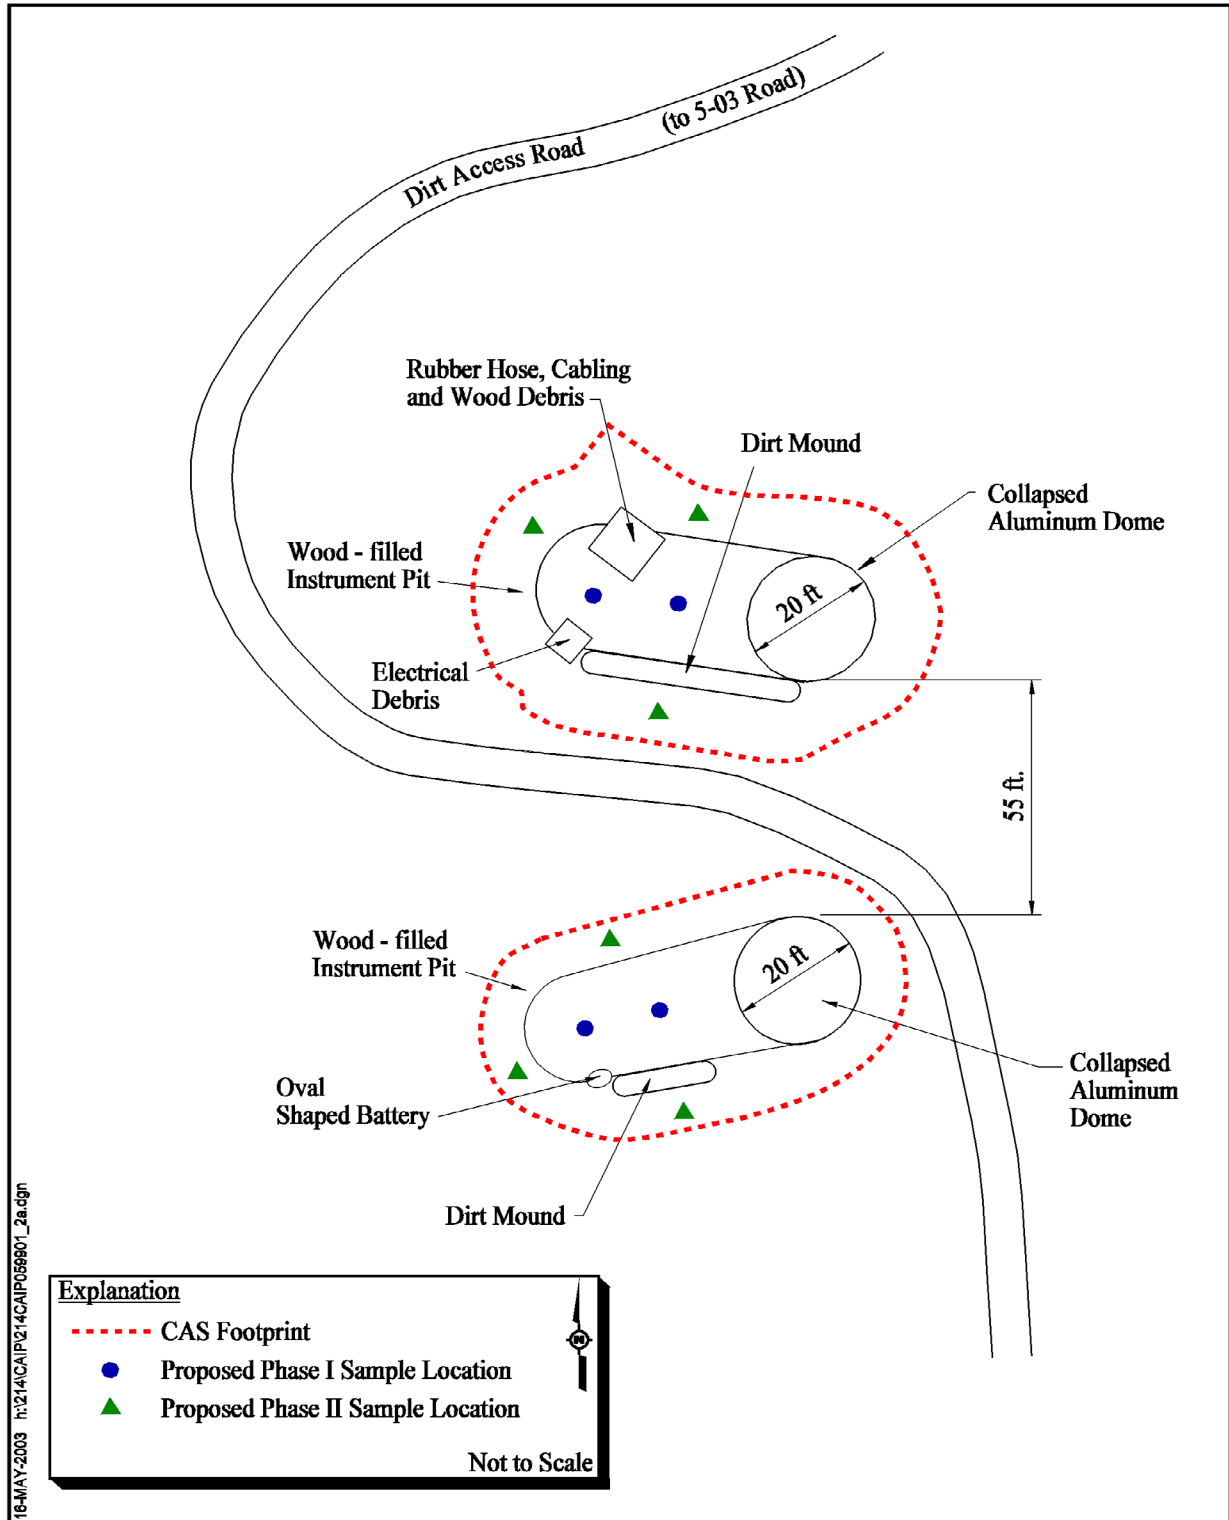 (to 5-03 Road)
Dirt Access Road
Rubber Hose, Cabling
and Wood Debris
Dirt Mound
Collapsed
Aluminum Dome
Wood - filled
Instrument Pit
20 ft
Electrical
Debris
55 ft.
Wood - filled
Instrument Pit
20 ft
Oval
Shaped Battery
Collapsed
Aluminum
Dome
Dirt Mound
Explanation
CAS Footprint
N
Proposed Phase I Sample Location
Proposed Phase II Sample Location
Not to Scale
16-MAY-2003 h:\214\CAIP\214CAIP059901_2a.dgn